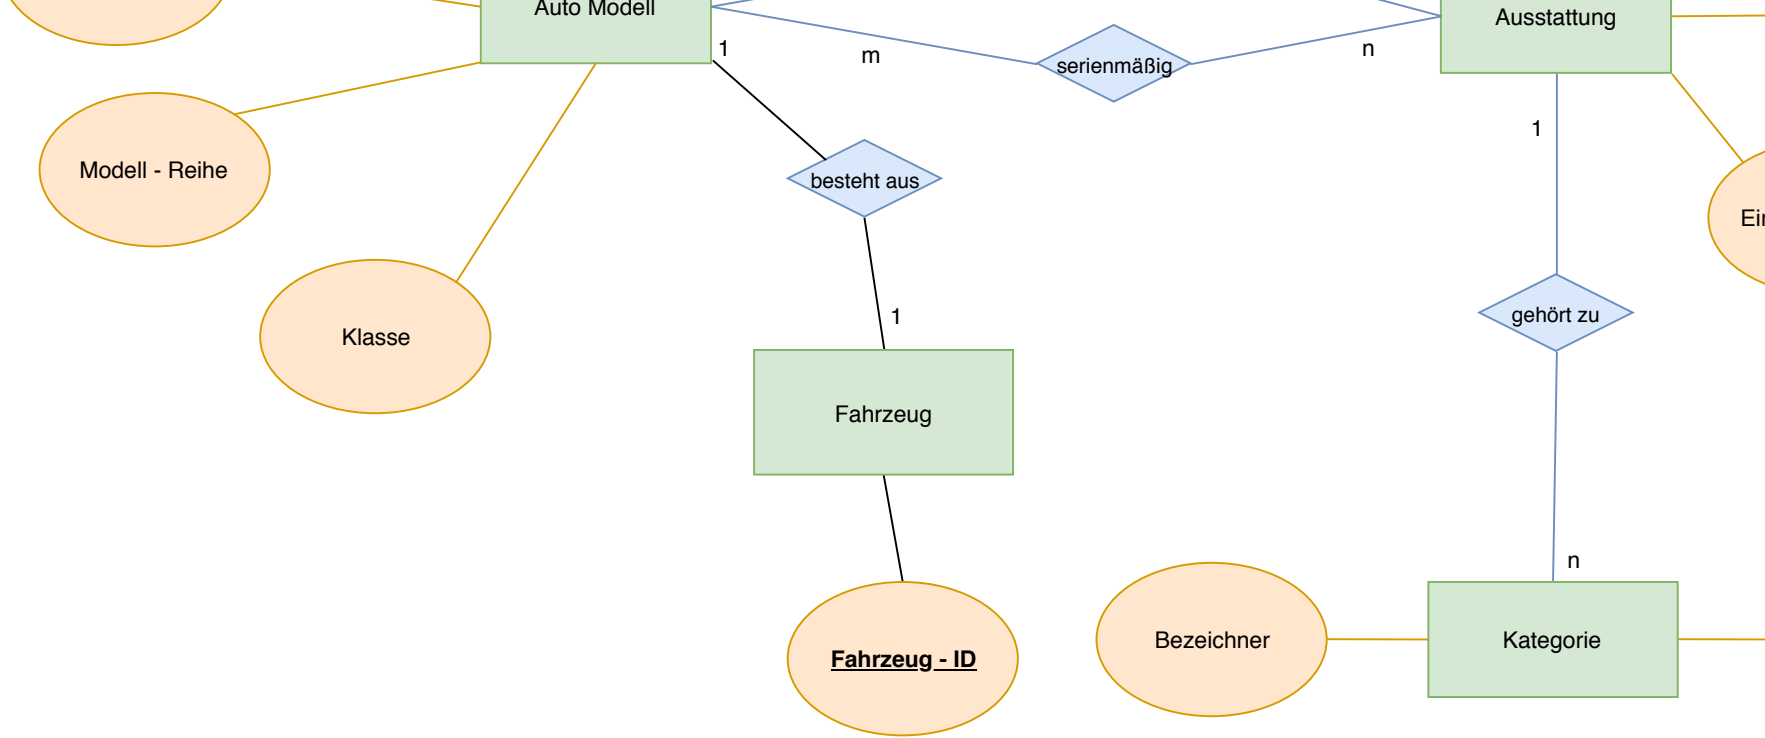 Auto Modell
Ausstattung
1
m
n
serienmäßig
1
Modell - Reihe
besteht aus
1
gehört zu
Klasse
Fahrzeug
n
Bezeichner
Kategorie
Fahrzeug - ID